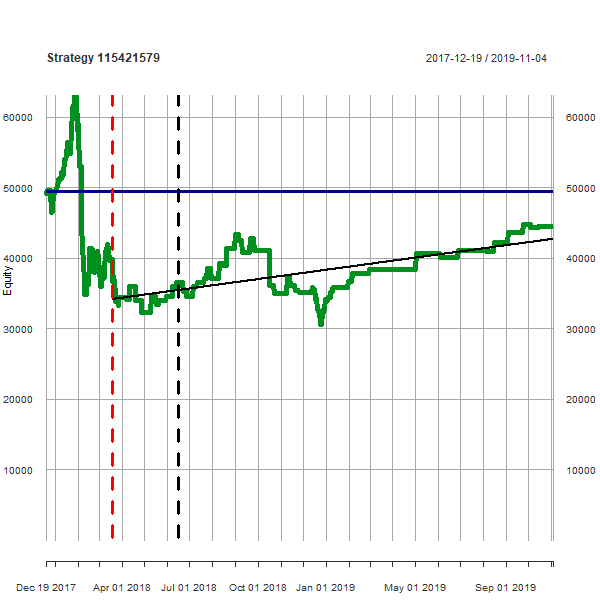 Strategy 115421579
2017-12-19 / 2019-11-04
60000
60000
50000
50000
40000
40000
Equity
30000
30000
20000
20000
10000
10000
Dec 19 2017
Apr 01 2018
Jul 01 2018
Oct 01 2018
Jan 01 2019
May 01 2019
Sep 01 2019